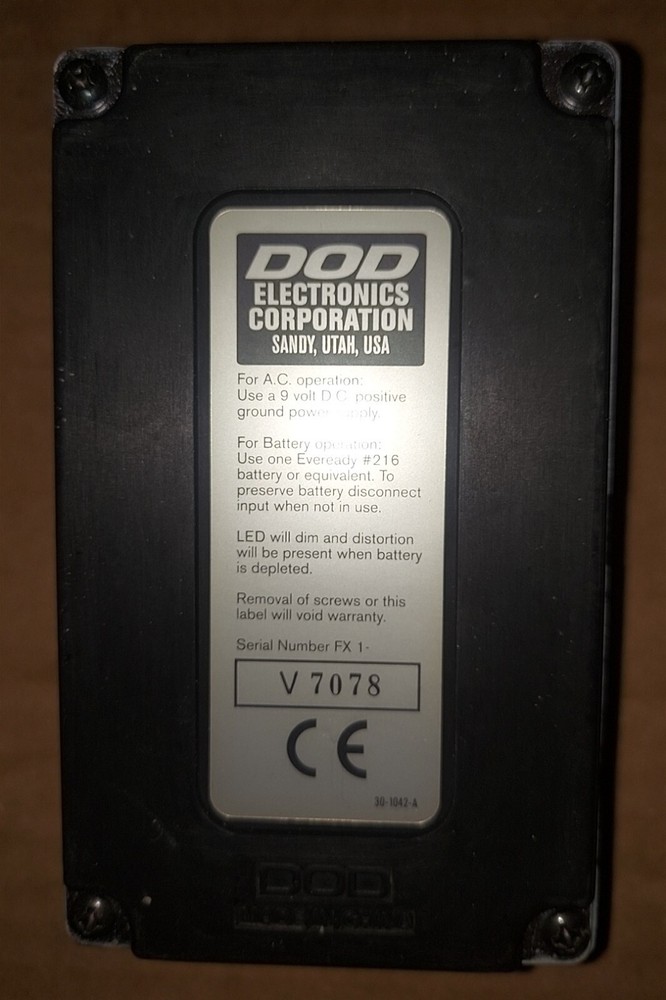 DOD
ELECTRONICS
CORPORATION
SANDY, UTAH, USA
For A.C. operation:
Use a 9 volt D.C. positive
ground power supply.
For Battery operation:
Use one Eveready #216
battery or equivalent. To
preserve battery disconnect
input when not in use.
LED will dim and distortion
will be present when battery
is depleted.
Removal of screws or this
label will void warranty.
Serial Number FX 1-
V 7078
CE
30-1042-A
DOD